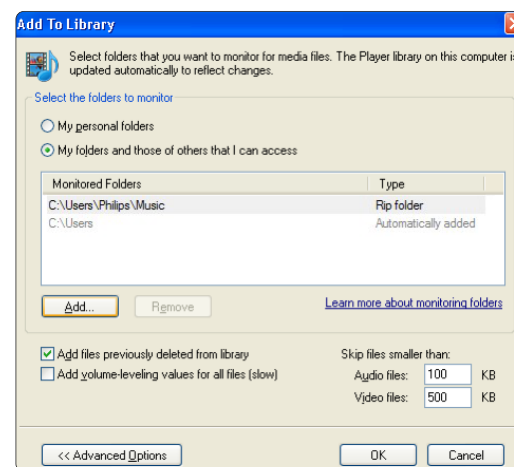 Add To Library
Select folders that you want to monitor for media files. The Player library on this computer is
updated automatically to reflect changes.
Select the folders to monitor
My personal folders
My folders and those of others that I can access
Monitored Folders Type
C:\Users\Philips\Music Rip folder
C:\Users Automatically added
Add... Remove Learn more about monitoring folders
Add files previously deleted from library Skip files smaller than:
Add volume-leveling values for all files (slow) Audio files: 100 KB
Video files: 500 KB
<< Advanced Options OK Cancel